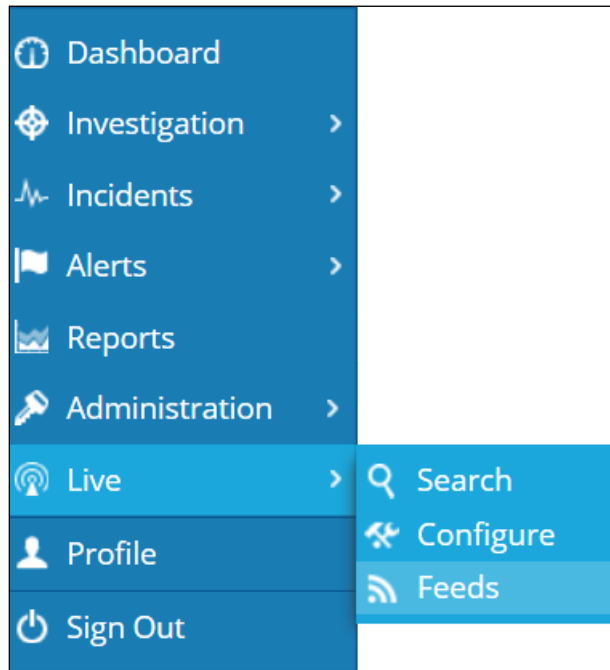 Dashboard
Investigation
Incidents
Alerts
Reports
Administration
Live
Search
Configure
Feeds
Profile
Sign Out